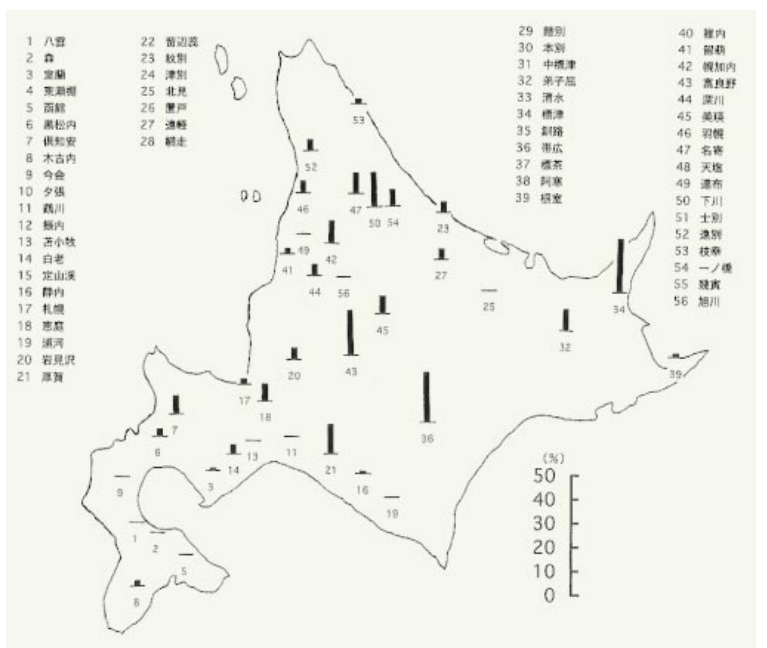 1 八雲
2 森
3 室蘭
4 東瀬棚
5 函館
6 黒松内
7 倶知安
8 木古内
9 今金
10 夕張
11 鵡川
12 振内
13 苫小牧
14 白老
15 定山渓
16 静内
17 札幌
18 恵庭
19 浦河
20 岩見沢
21 厚賀
22 留辺蘂
23 紋別
24 津別
25 北見
26 置戸
27 遠軽
28 網走
29 陸別
30 本別
31 中標津
32 弟子屈
33 清水
34 標津
35 釧路
36 帯広
37 標茶
38 阿寒
39 根室
40 稚内
41 留萌
42 幌加内
43 富良野
44 深川
45 美瑛
46 羽幌
47 名寄
48 天塩
49 達布
50 下川
51 士別
52 遠別
53 枝幸
54 一ノ橋
55 幾寅
56 旭川
53
52
46
47
50
54
23
49
42
41
44
56
27
25
34
45
32
20
43
39
17
18
7
36
6
13
11
21
14
3
16
9
19
1
2
5
8
(%)
50
40
30
20
10
0